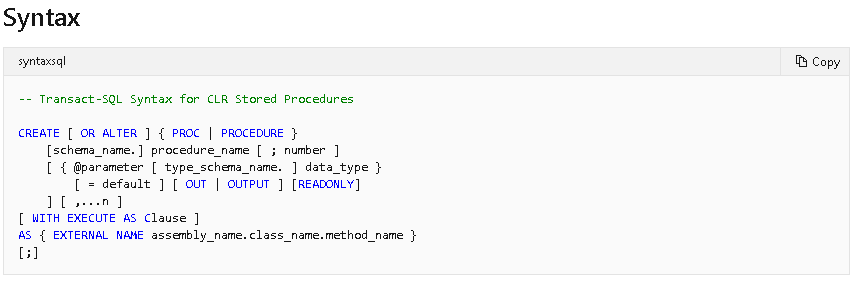 Syntax
syntaxsql
Copy
-- Transact-SQL Syntax for CLR Stored Procedures
CREATE [ OR ALTER ] { PROC | PROCEDURE }
[schema_name.] procedure_name [ ; number ]
[ { @parameter [ type_schema_name. ] data_type }
[ = default ] [ OUT | OUTPUT ] [READONLY]
] [ ,...n ]
[ WITH EXECUTE AS Clause ]
AS { EXTERNAL NAME assembly_name.class_name.method_name }
[;]